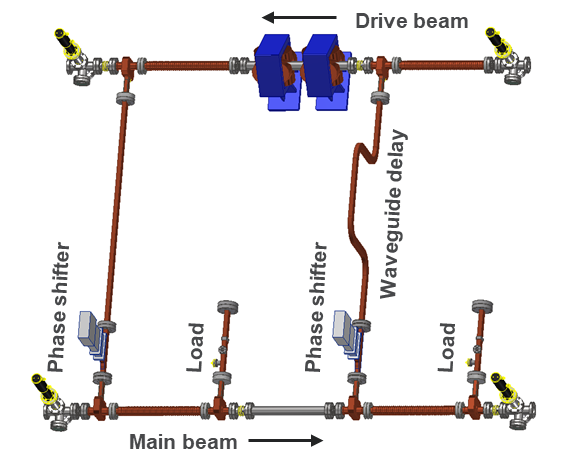 Drive beam
Waveguide delay
Phase shifter
Load
Phase shifter
Load
Main beam